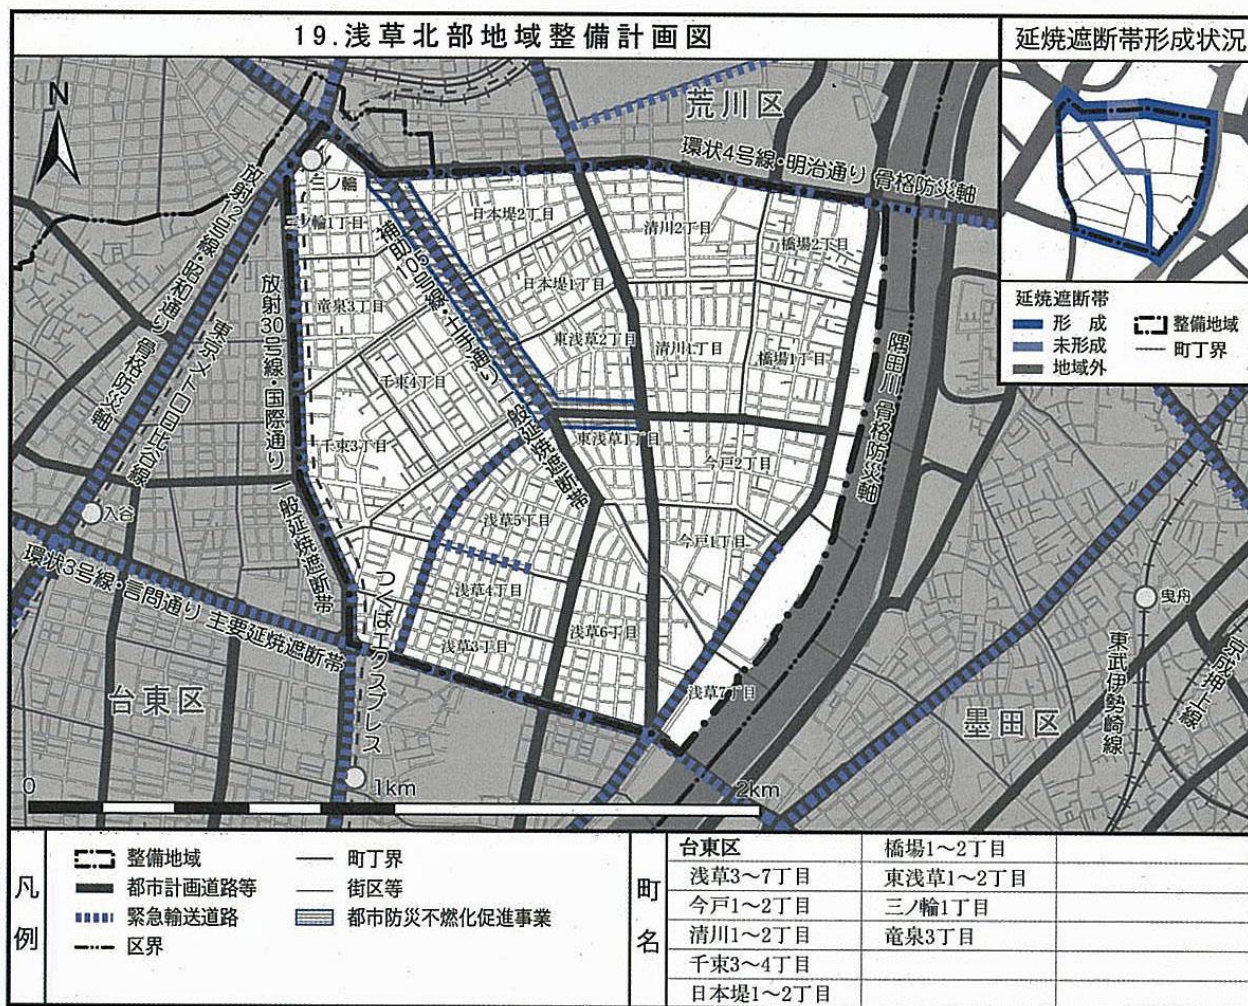 19.浅草北部地域整備計画図
延焼遮断帯形成状況
N
荒川区
環状4号線・明治通り 骨格防災軸
三ノ輪
三ノ輪1丁目
日本堤2丁目
清川2丁目
橋場2丁目
放射12号線・昭和通り 骨格防災軸
東京メトロ日比谷線
放射30号線・国際通り 一般延焼遮断帯
補助105号線・土手通り 一般延焼遮断帯
竜泉3丁目
日本堤1丁目
東浅草2丁目
清川1丁目
橋場1丁目
隅田川 骨格防災軸
千束4丁目
千束3丁目
東浅草1丁目
今戸2丁目
入谷
浅草5丁目
今戸1丁目
環状3号線・言問通り 主要延焼遮断帯
つくばエクスプレス
浅草4丁目
浅草3丁目
浅草6丁目
浅草7丁目
曳舟
東武伊勢崎線
京成押上線
台東区
墨田区
0
1km
2km
延焼遮断帯
形 成
未形成
地域外
整備地域
町丁界
凡例
整備地域
町丁界
都市計画道路等
街区等
緊急輸送道路
都市防災不燃化促進事業
区界
町名
台東区
橋場1～2丁目
浅草3～7丁目
東浅草1～2丁目
今戸1～2丁目
三ノ輪1丁目
清川1～2丁目
竜泉3丁目
千束3～4丁目
日本堤1～2丁目